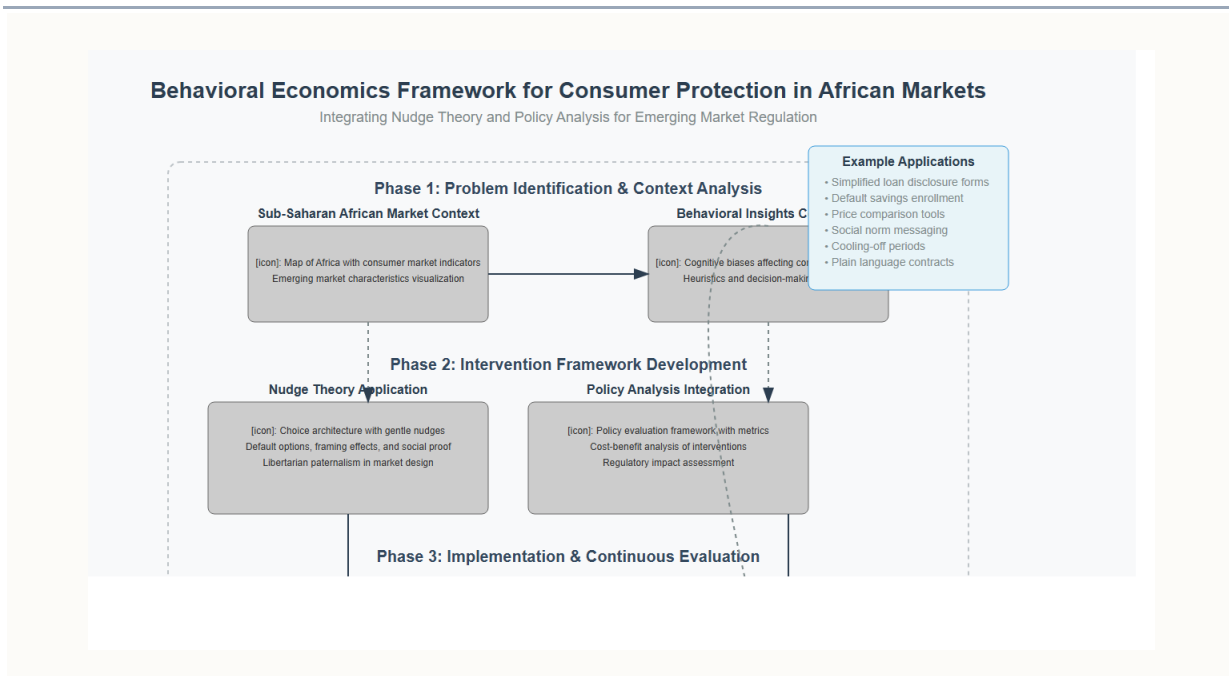 Behavioral Economics Framework for Consumer Protection in African Markets
Integrating Nudge Theory and Policy Analysis for Emerging Market Regulation
Phase 1: Problem Identification & Context Analysis
Sub-Saharan African Market Context
[icon]: Map of Africa with consumer market indicators
Emerging market characteristics visualization
Behavioral Insights C
[icon]: Cognitive biases affecting
Heuristics and
Example Applications
• Simplified loan disclosure forms
• Default savings enrollment
• Price comparison tools
• Social norm messaging
• Cooling-off periods
• Plain language contracts
Phase 2: Intervention Framework Development
Nudge Theory Application
[icon]: Choice architecture with gentle nudges
Default options, framing effects, and social proof
Libertarian paternalism in market design
Policy Analysis Integration
[icon]: Policy evaluation framework with metrics
Cost-benefit analysis of interventions
Regulatory impact assessment
Phase 3: Implementation & Continuous Evaluation